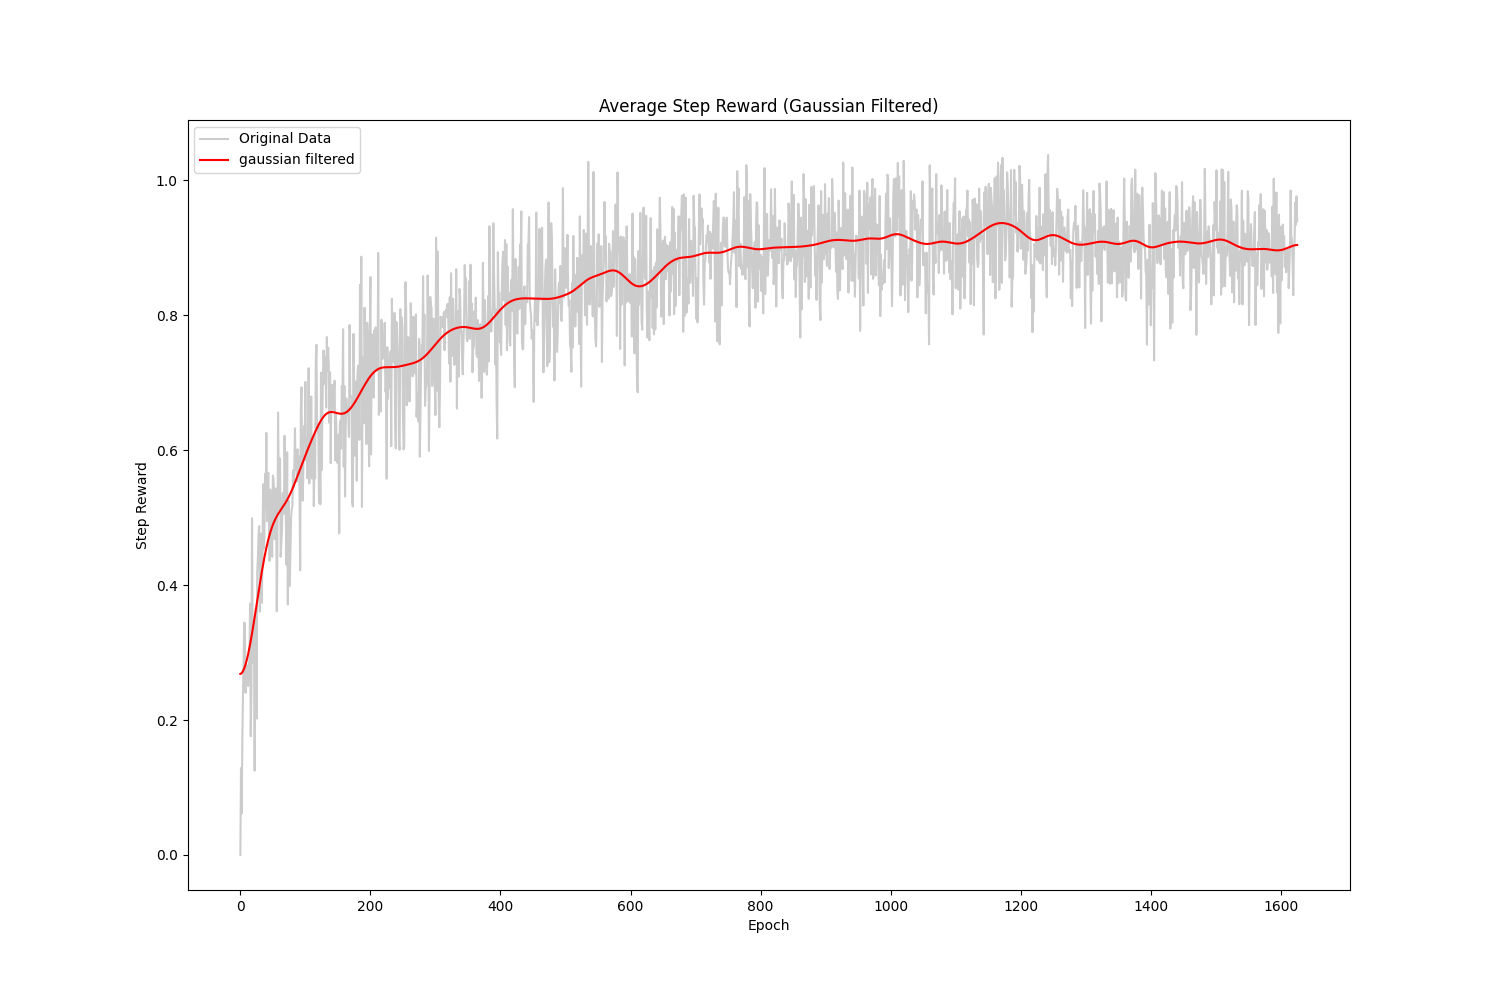 Average Step Reward (Gaussian Filtered)
Original Data
gaussian filtered
1.0
0.8
0.6
0.4
0.2
0.0
Step Reward
0 200 400 600 800 1000 1200 1400 1600
Epoch